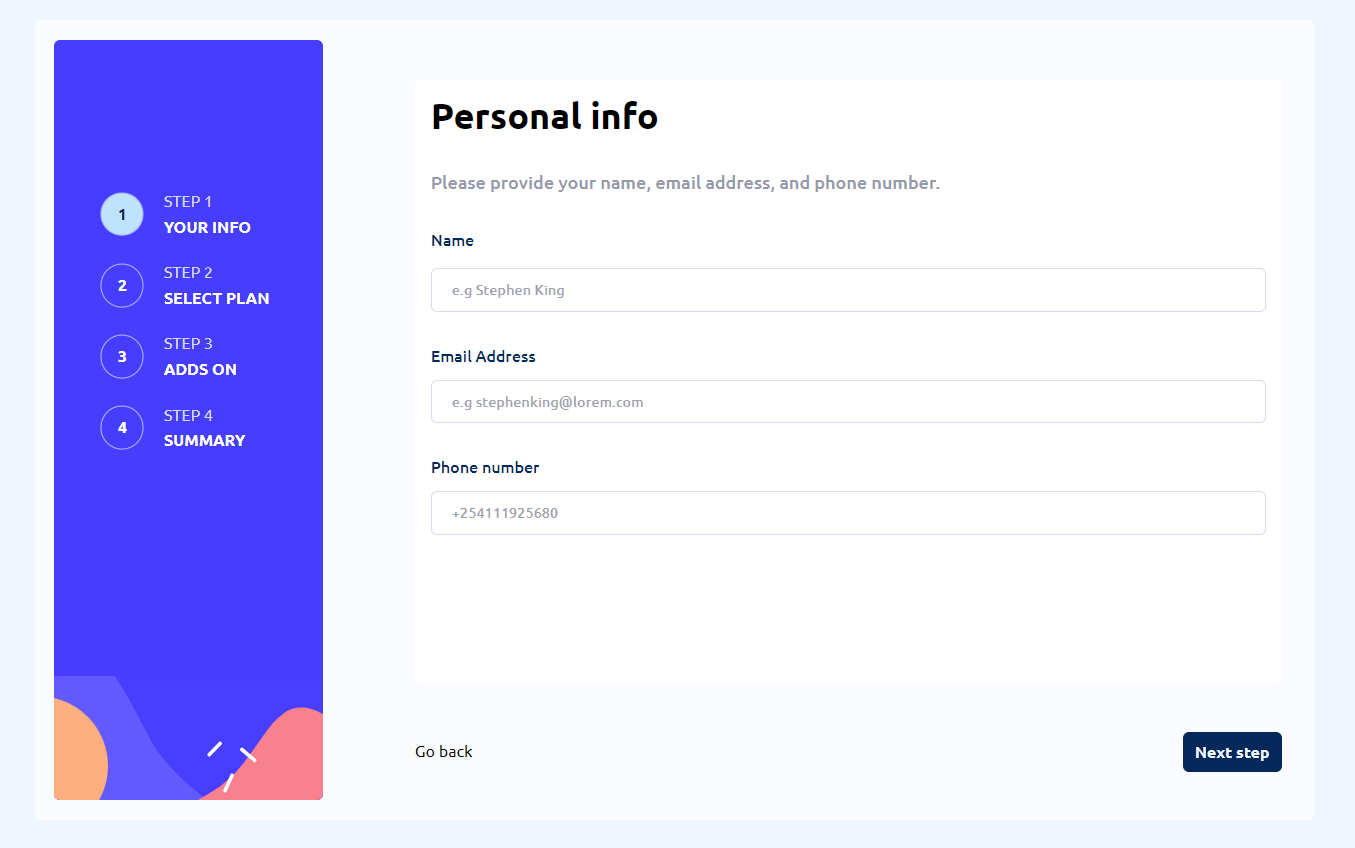 1
STEP 1
YOUR INFO
2
STEP 2
SELECT PLAN
3
STEP 3
ADDS ON
4
STEP 4
SUMMARY
Personal info
Please provide your name, email address, and phone number.
Name
e.g Stephen King
Email Address
e.g stephenking@lorem.com
Phone number
+254111925680
Go back
Next step